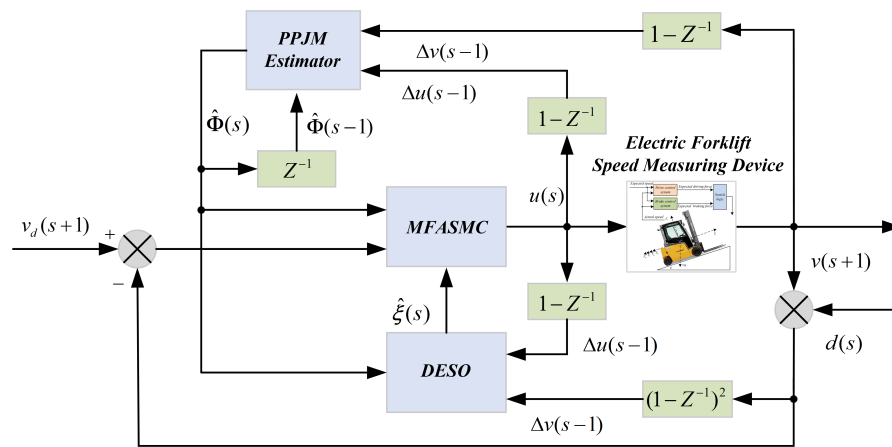 PPJM
Estimator
Δv(s−1)
1−Z⁻¹
Δu(s−1)
Φ̂(s)
Φ̂(s−1)
1−Z⁻¹
Z⁻¹
Electric Forklift
Speed Measuring Device
u(s)
v_d(s+1)
+
−
MFASMC
v(s+1)
ξ̂(s)
1−Z⁻¹
Δu(s−1)
d(s)
DESO
(1−Z⁻¹)²
Δv(s−1)